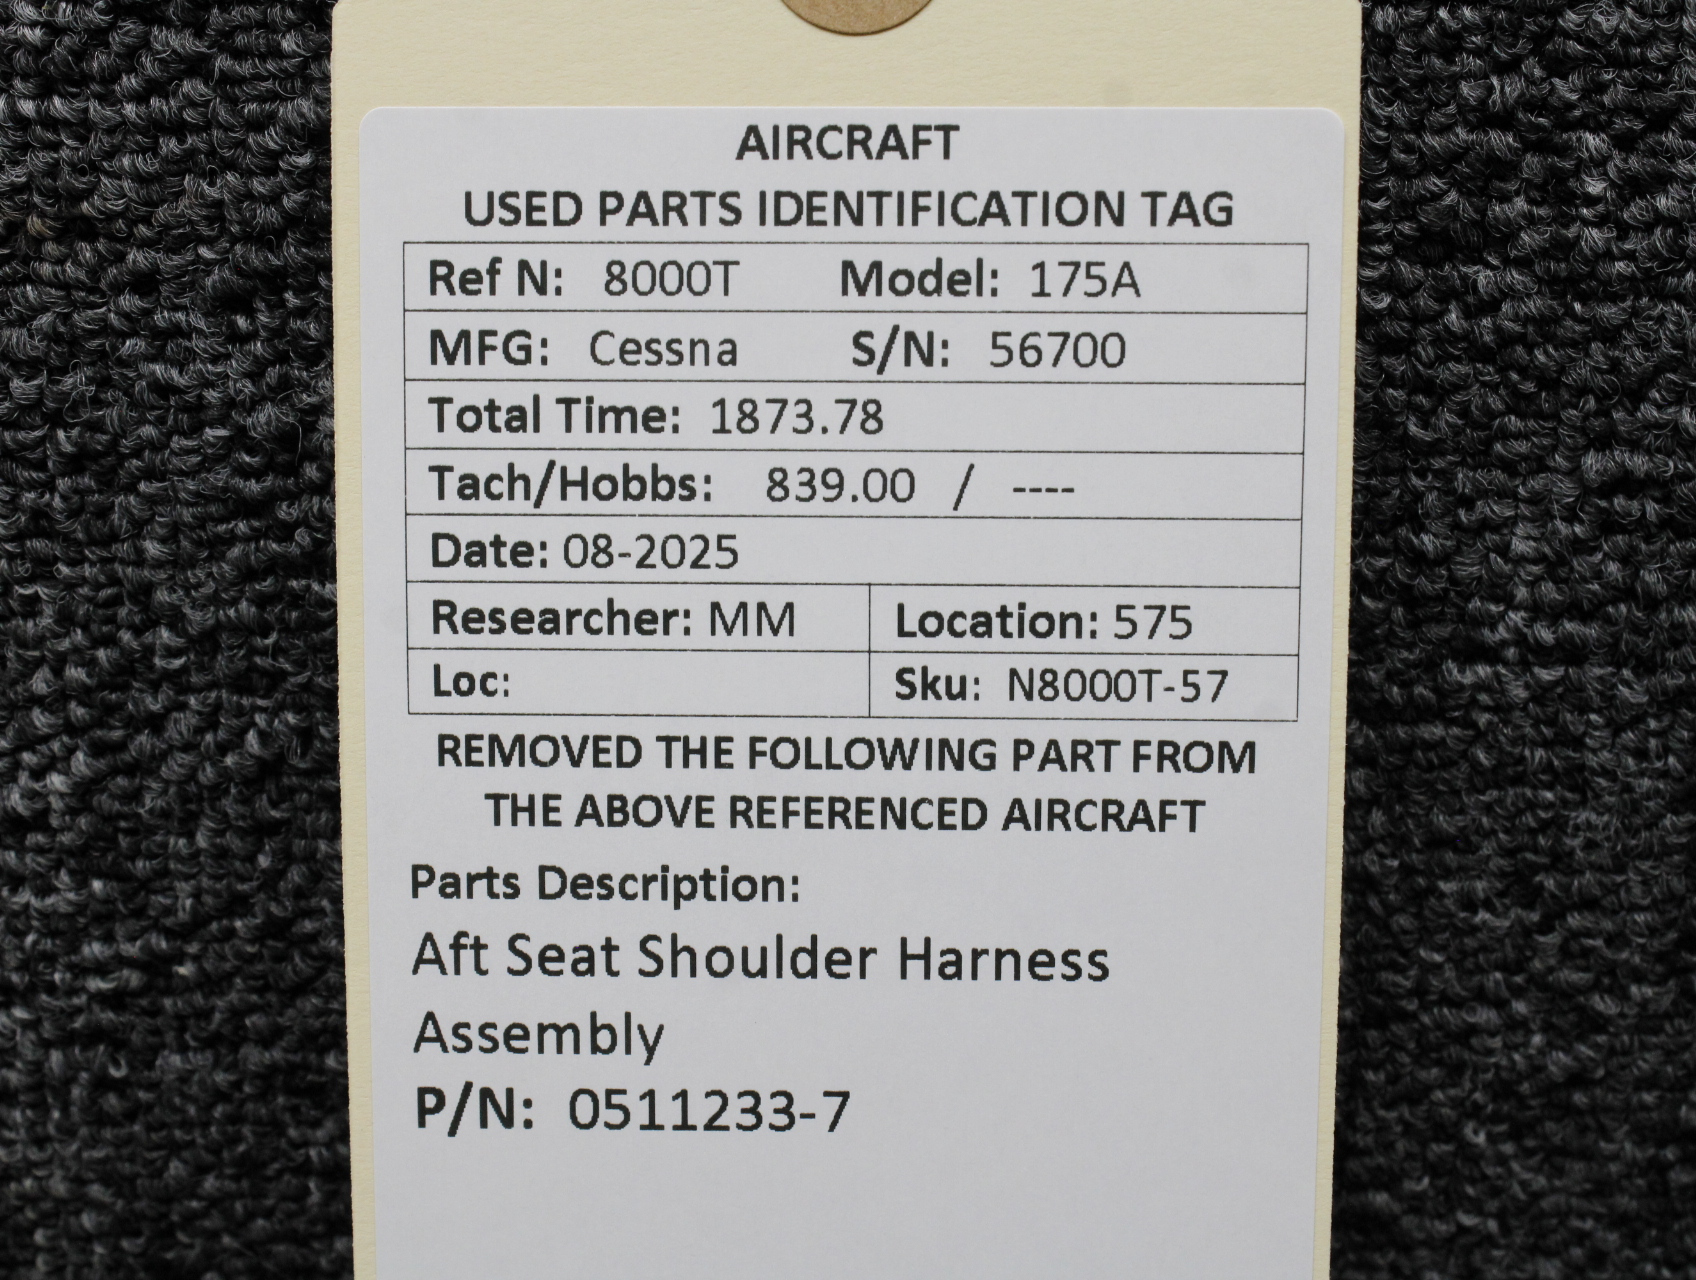 AIRCRAFT
USED PARTS IDENTIFICATION TAG
Ref N: 8000T Model: 175A
MFG: Cessna S/N: 56700
Total Time: 1873.78
Tach/Hobbs: 839.00 / ----
Date: 08-2025
Researcher: MM Location: 575
Loc: Sku: N8000T-57
REMOVED THE FOLLOWING PART FROM
THE ABOVE REFERENCED AIRCRAFT
Parts Description:
Aft Seat Shoulder Harness
Assembly
P/N: 0511233-7